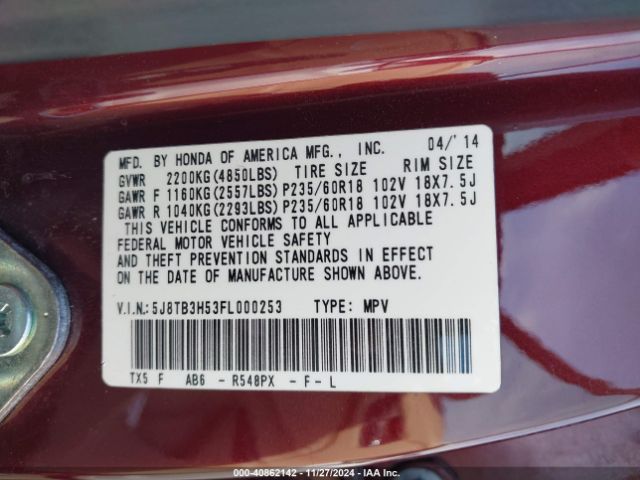 MFD. BY HONDA OF AMERICA MFG., INC. 04/'14
GVWR 2200KG(4850LBS) TIRE SIZE RIM SIZE
GAWR F 1160KG(2557LBS) P235/60R18 102V 18X7.5J
GAWR R 1040KG(2293LBS) P235/60R18 102V 18X7.5J
THIS VEHICLE CONFORMS TO ALL APPLICABLE
FEDERAL MOTOR VEHICLE SAFETY
AND THEFT PREVENTION STANDARDS IN EFFECT
ON THE DATE OF MANUFACTURE SHOWN ABOVE.
V.I.N.:5J8TB3H53FL000253 TYPE: MPV
TX5 F AB6 - R548PX - F - L
000-40862142 - 11/27/2024 - IAA Inc.